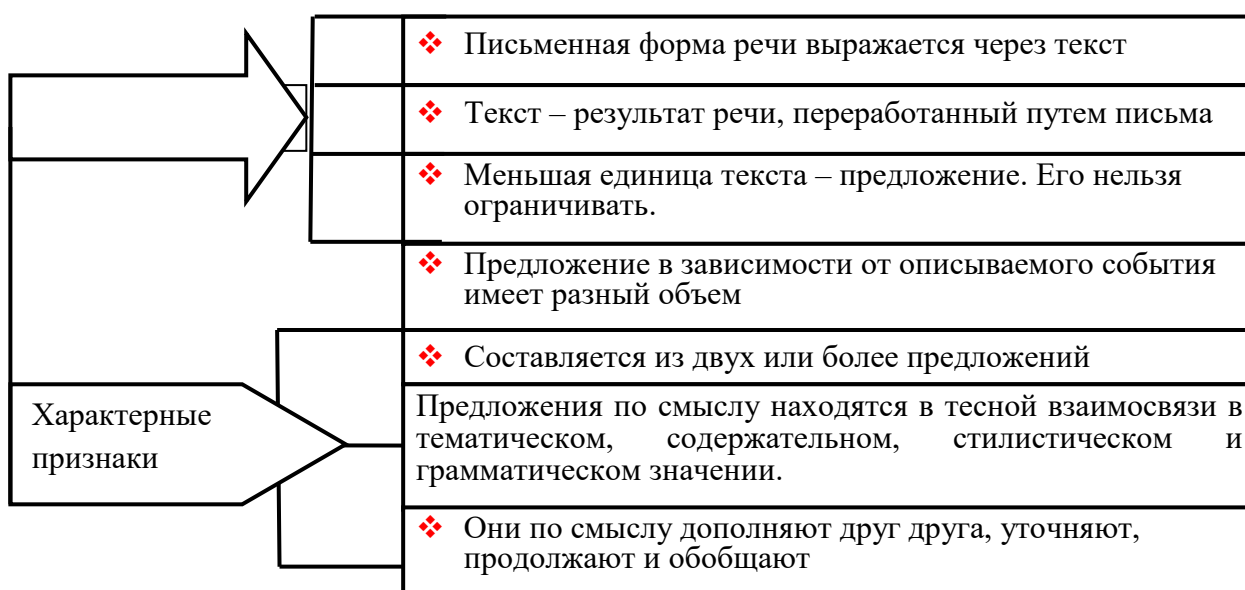 ❖ Письменная форма речи выражается через текст
❖ Текст – результат речи, переработанный путем письма
❖ Меньшая единица текста – предложение. Его нельзя
ограничивать.
❖ Предложение в зависимости от описываемого события
имеет разный объем
❖ Составляется из двух или более предложений
Характерные
признаки
Предложения по смыслу находятся в тесной взаимосвязи в
тематическом, содержательном, стилистическом и
грамматическом значении.
❖ Они по смыслу дополняют друг друга, уточняют,
продолжают и обобщают